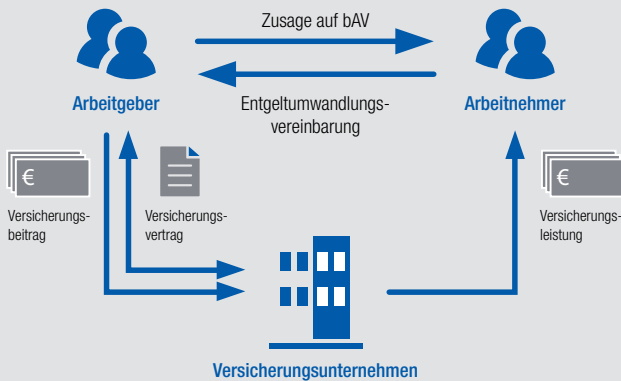 Zusage auf bAV
Arbeitgeber
Entgeltumwandlungs-
vereinbarung
Arbeitnehmer
€
Versicherungs-
beitrag
Versicherungs-
vertrag
€
Versicherungs-
leistung
Versicherungsunternehmen